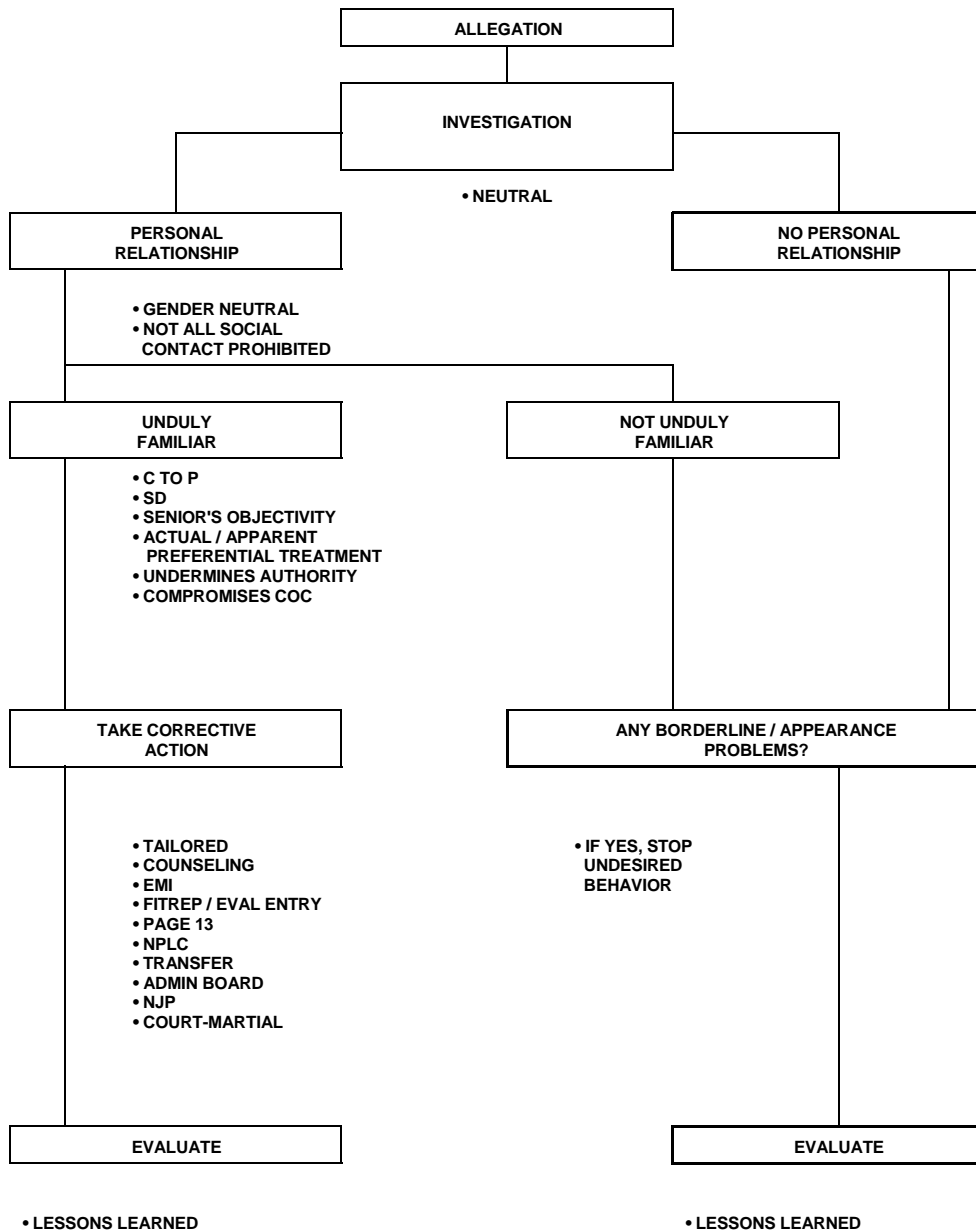 ALLEGATION
INVESTIGATION
• NEUTRAL
PERSONAL
RELATIONSHIP
NO PERSONAL
RELATIONSHIP
• GENDER NEUTRAL
• NOT ALL SOCIAL
CONTACT PROHIBITED
UNDULY
FAMILIAR
NOT UNDULY
FAMILIAR
• C TO P
• SD
• SENIOR'S OBJECTIVITY
• ACTUAL / APPARENT
PREFERENTIAL TREATMENT
• UNDERMINES AUTHORITY
• COMPROMISES COC
TAKE CORRECTIVE
ACTION
ANY BORDERLINE / APPEARANCE
PROBLEMS?
• TAILORED
• COUNSELING
• EMI
• FITREP / EVAL ENTRY
• PAGE 13
• NPLC
• TRANSFER
• ADMIN BOARD
• NJP
• COURT-MARTIAL
• IF YES, STOP
UNDESIRED
BEHAVIOR
EVALUATE
EVALUATE
• LESSONS LEARNED
• LESSONS LEARNED